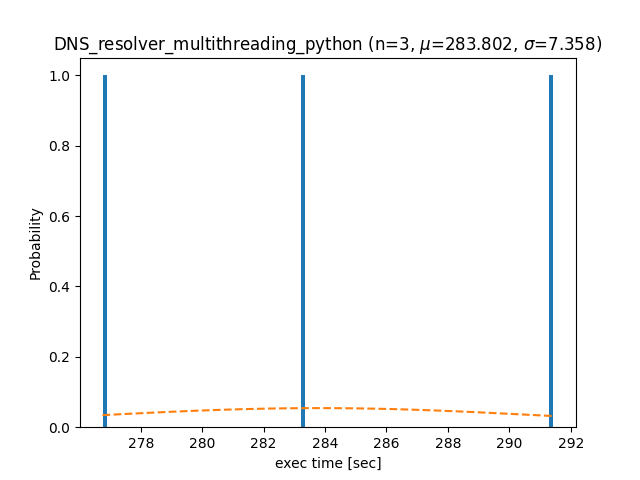 DNS_resolver_multithreading_python (n=3, μ=283.802, σ=7.358)
1.0
0.8
0.6
0.4
0.2
0.0
Probability
278 280 282 284 286 288 290 292
exec time [sec]